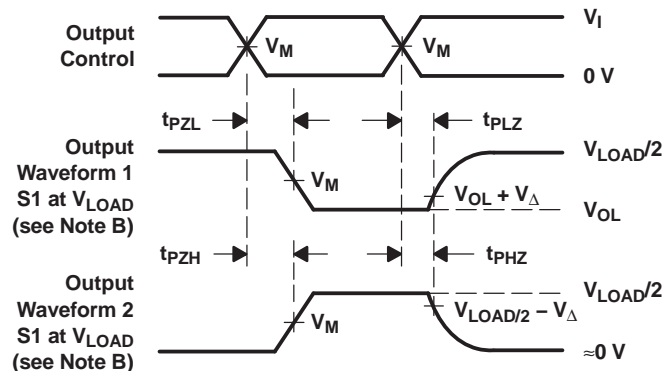 Output
Control
V_M
V_M
V_I
0 V
t_PZL
t_PLZ
Output
Waveform 1
S1 at V_LOAD
(see Note B)
V_M
V_OL + V_Δ
V_LOAD/2
V_OL
t_PZH
t_PHZ
Output
Waveform 2
S1 at V_LOAD
(see Note B)
V_M
V_LOAD/2 − V_Δ
V_LOAD/2
≈0 V